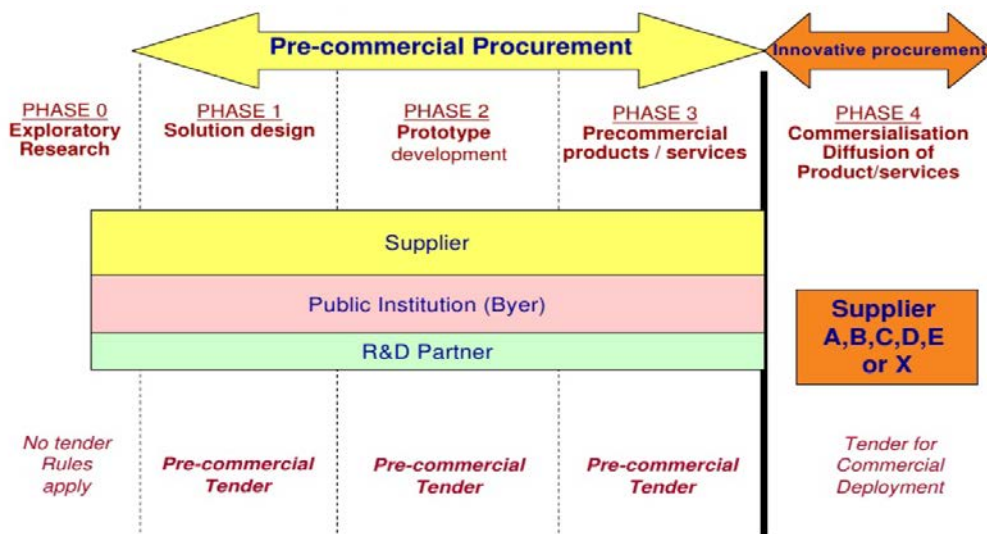 Pre-commercial Procurement
Innovative procurement
PHASE 0
Exploratory
Research
PHASE 1
Solution design
PHASE 2
Prototype
development
PHASE 3
Precommercial
products / services
PHASE 4
Commersialisation
Diffusion of
Product/services
Supplier
Public Institution (Byer)
R&D Partner
Supplier
A,B,C,D,E
or X
No tender
Rules
apply
Pre-commercial
Tender
Pre-commercial
Tender
Pre-commercial
Tender
Tender for
Commercial
Deployment